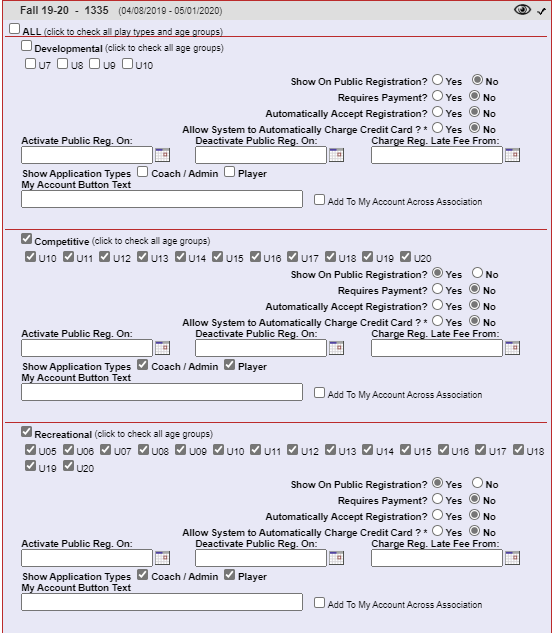 Fall 19-20 - 1335 (04/08/2019 - 05/01/2020)
ALL (click to check all play types and age groups)
Developmental (click to check all age groups)
U7 U8 U9 U10
Show On Public Registration? Yes No
Requires Payment? Yes No
Automatically Accept Registration? Yes No
Allow System to Automatically Charge Credit Card ? * Yes No
Activate Public Reg. On: Deactivate Public Reg. On: Charge Reg. Late Fee From:
Show Application Types Coach / Admin Player
My Account Button Text
Add To My Account Across Association
Competitive (click to check all age groups)
U10 U11 U12 U13 U14 U15 U16 U17 U18 U19 U20
Show On Public Registration? Yes No
Requires Payment? Yes No
Automatically Accept Registration? Yes No
Allow System to Automatically Charge Credit Card ? * Yes No
Activate Public Reg. On: Deactivate Public Reg. On: Charge Reg. Late Fee From:
Show Application Types Coach / Admin Player
My Account Button Text
Add To My Account Across Association
Recreational (click to check all age groups)
U05 U06 U07 U08 U09 U10 U11 U12 U13 U14 U15 U16 U17 U18
U19 U20
Show On Public Registration? Yes No
Requires Payment? Yes No
Automatically Accept Registration? Yes No
Allow System to Automatically Charge Credit Card ? * Yes No
Activate Public Reg. On: Deactivate Public Reg. On: Charge Reg. Late Fee From:
Show Application Types Coach / Admin Player
My Account Button Text
Add To My Account Across Association